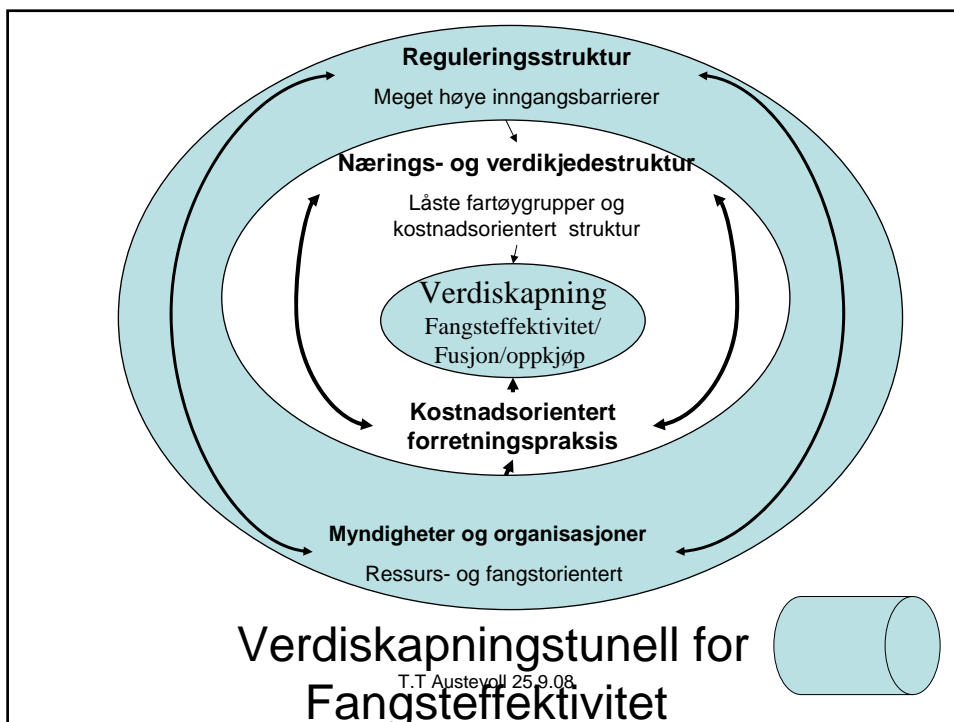 Reguleringsstruktur
Meget høye inngangsbarrierer
Nærings- og verdikjedestruktur
Låste fartøygrupper og
kostnadsorientert struktur
Verdiskapning
Fangsteffektivitet/
Fusjon/oppkjøp
Kostnadsorientert
forretningspraksis
Myndigheter og organisasjoner
Ressurs- og fangstorientert
Verdiskapningstunell for
T.T Austevoll 25.9.08
Fangsteffektivitet